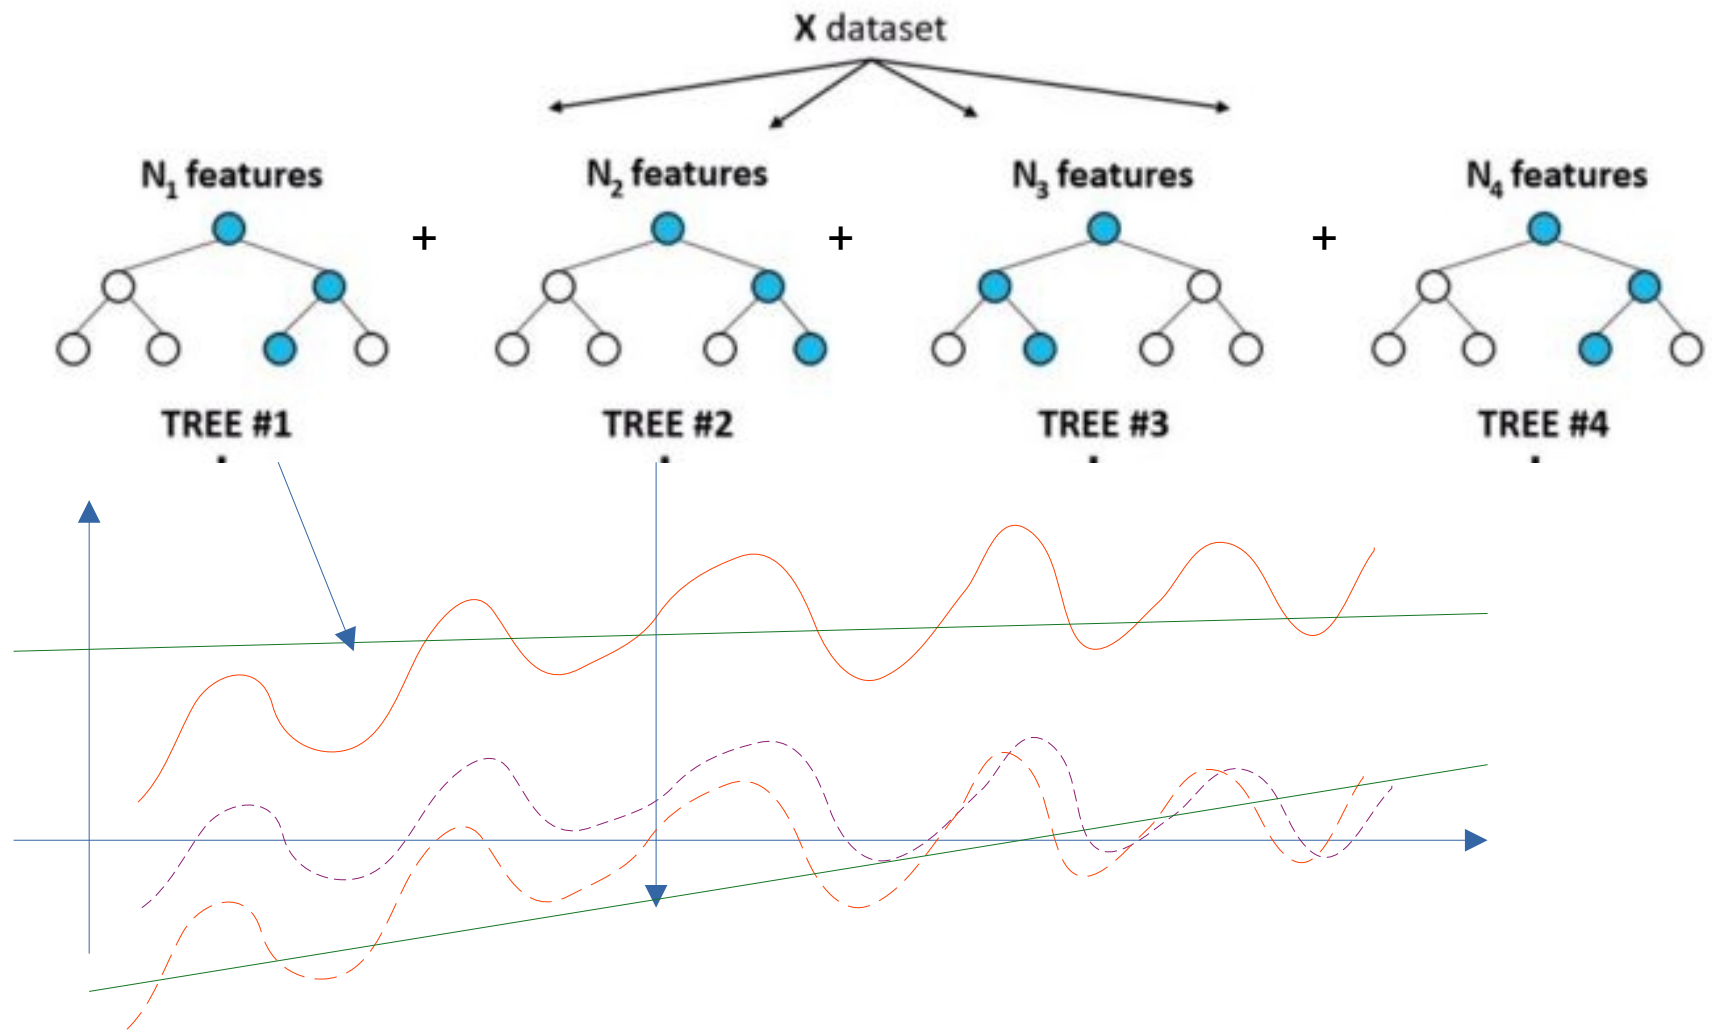 X dataset
N₁ features
N₂ features
N₃ features
N₄ features
+
+
+
TREE #1
TREE #2
TREE #3
TREE #4